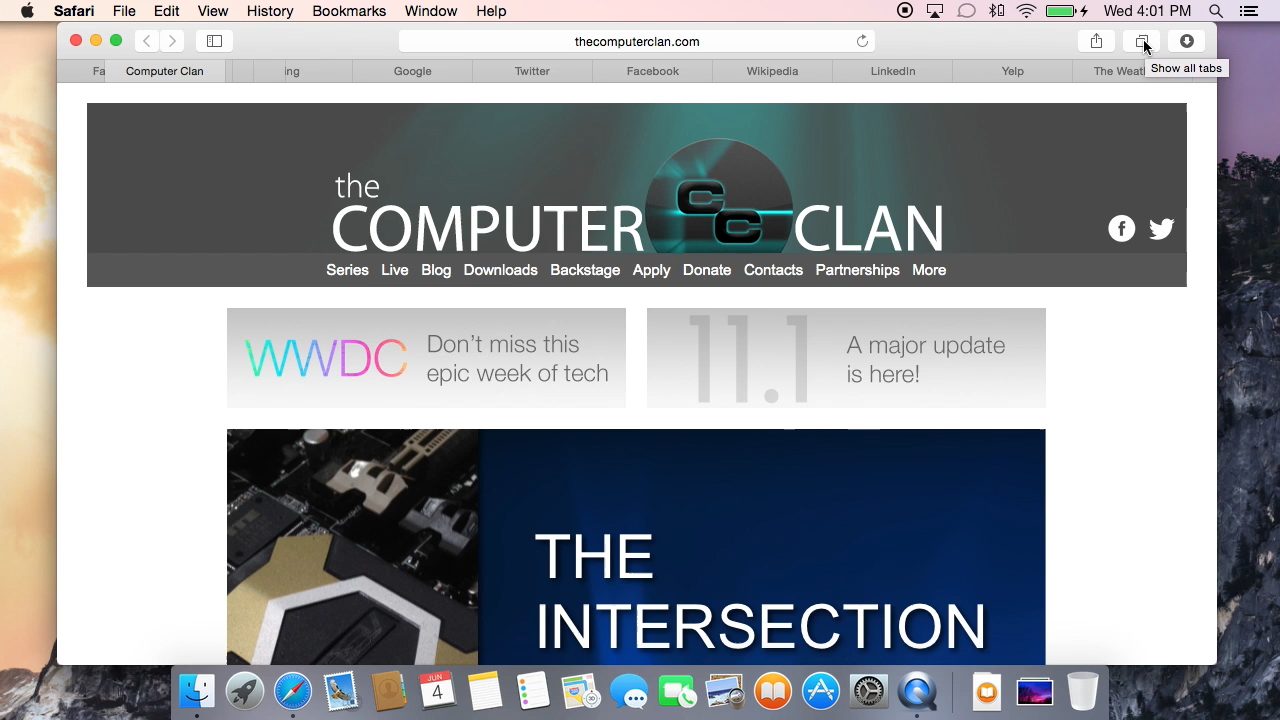 Safari File Edit View History Bookmarks Window Help Wed 4:01 PM
thecomputerclan.com
Fa Computer Clan ing Google Twitter Facebook Wikipedia LinkedIn Yelp The Weat
Show all tabs
the
COMPUTER CC CLAN
f
Series Live Blog Downloads Backstage Apply Donate Contacts Partnerships More
WWDC Don't miss this
epic week of tech
11.1 A major update
is here!
THE
INTERSECTION
JUN
4